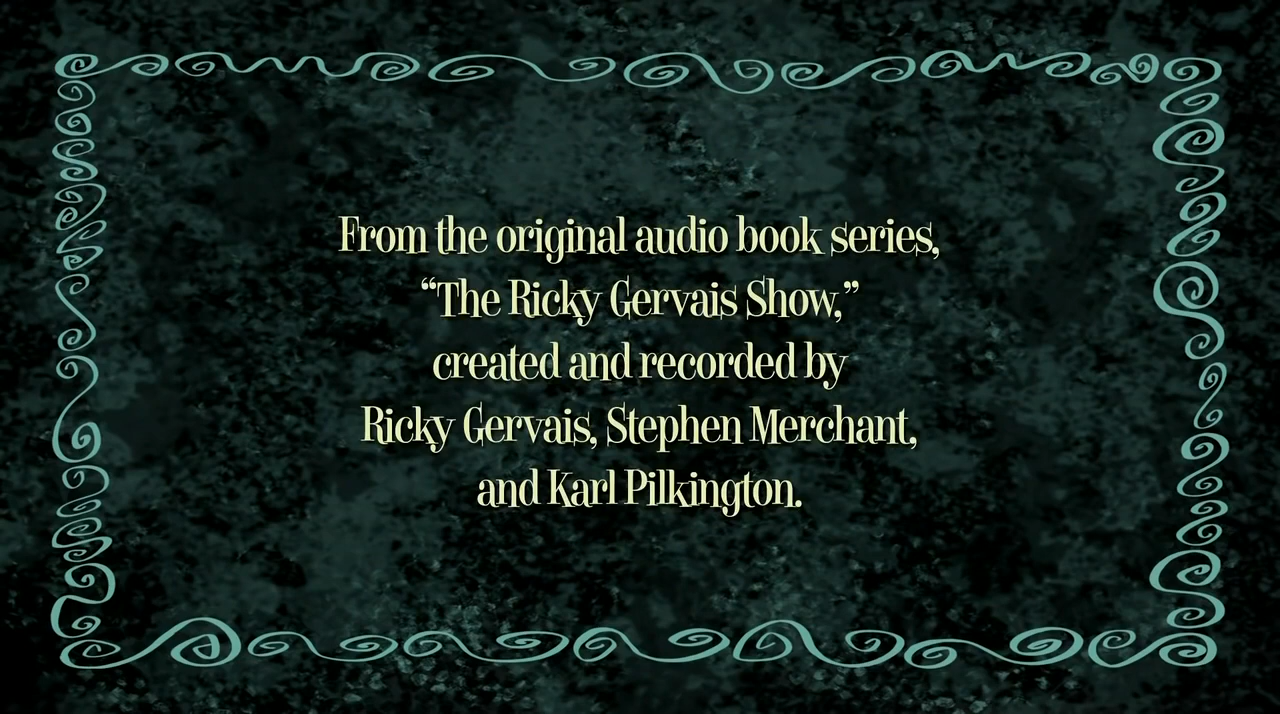 From the original audio book series,
“The Ricky Gervais Show,”
created and recorded by
Ricky Gervais, Stephen Merchant,
and Karl Pilkington.